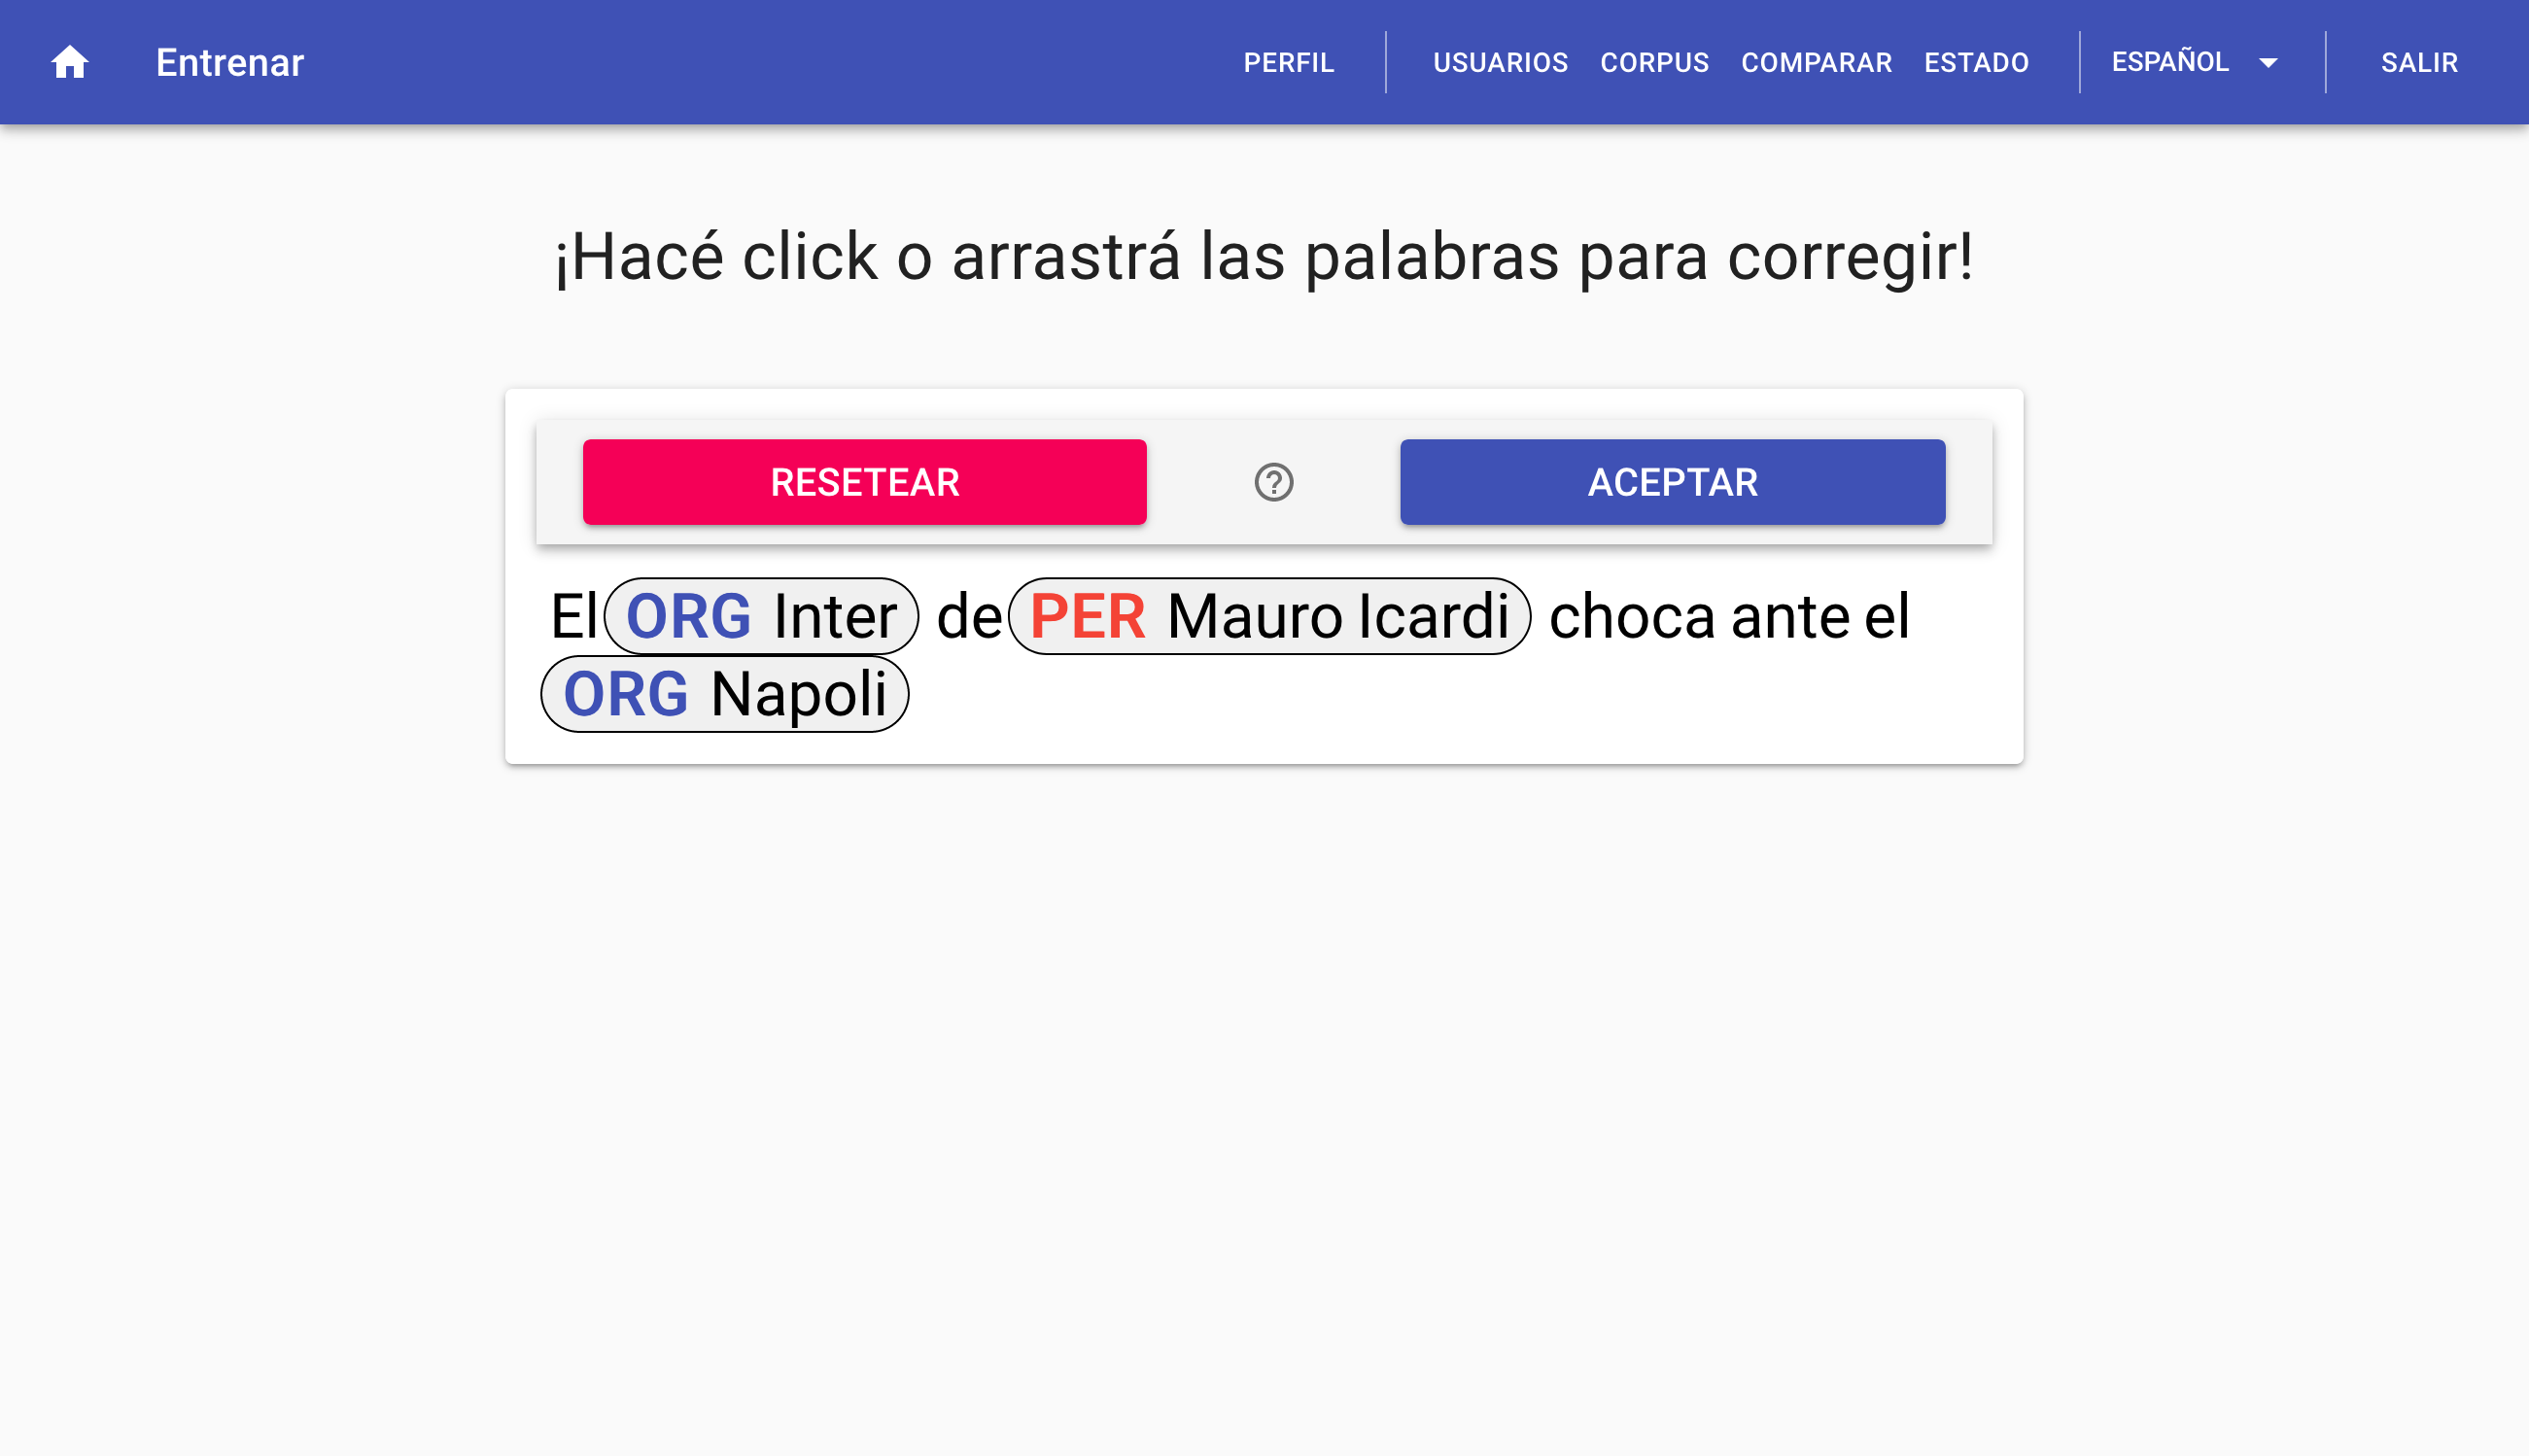 Entrenar PERFIL USUARIOS CORPUS COMPARAR ESTADO ESPAÑOL SALIR
¡Hacé click o arrastrá las palabras para corregir!
RESETEAR ? ACEPTAR
El ORG Inter de PER Mauro Icardi choca ante el
ORG Napoli